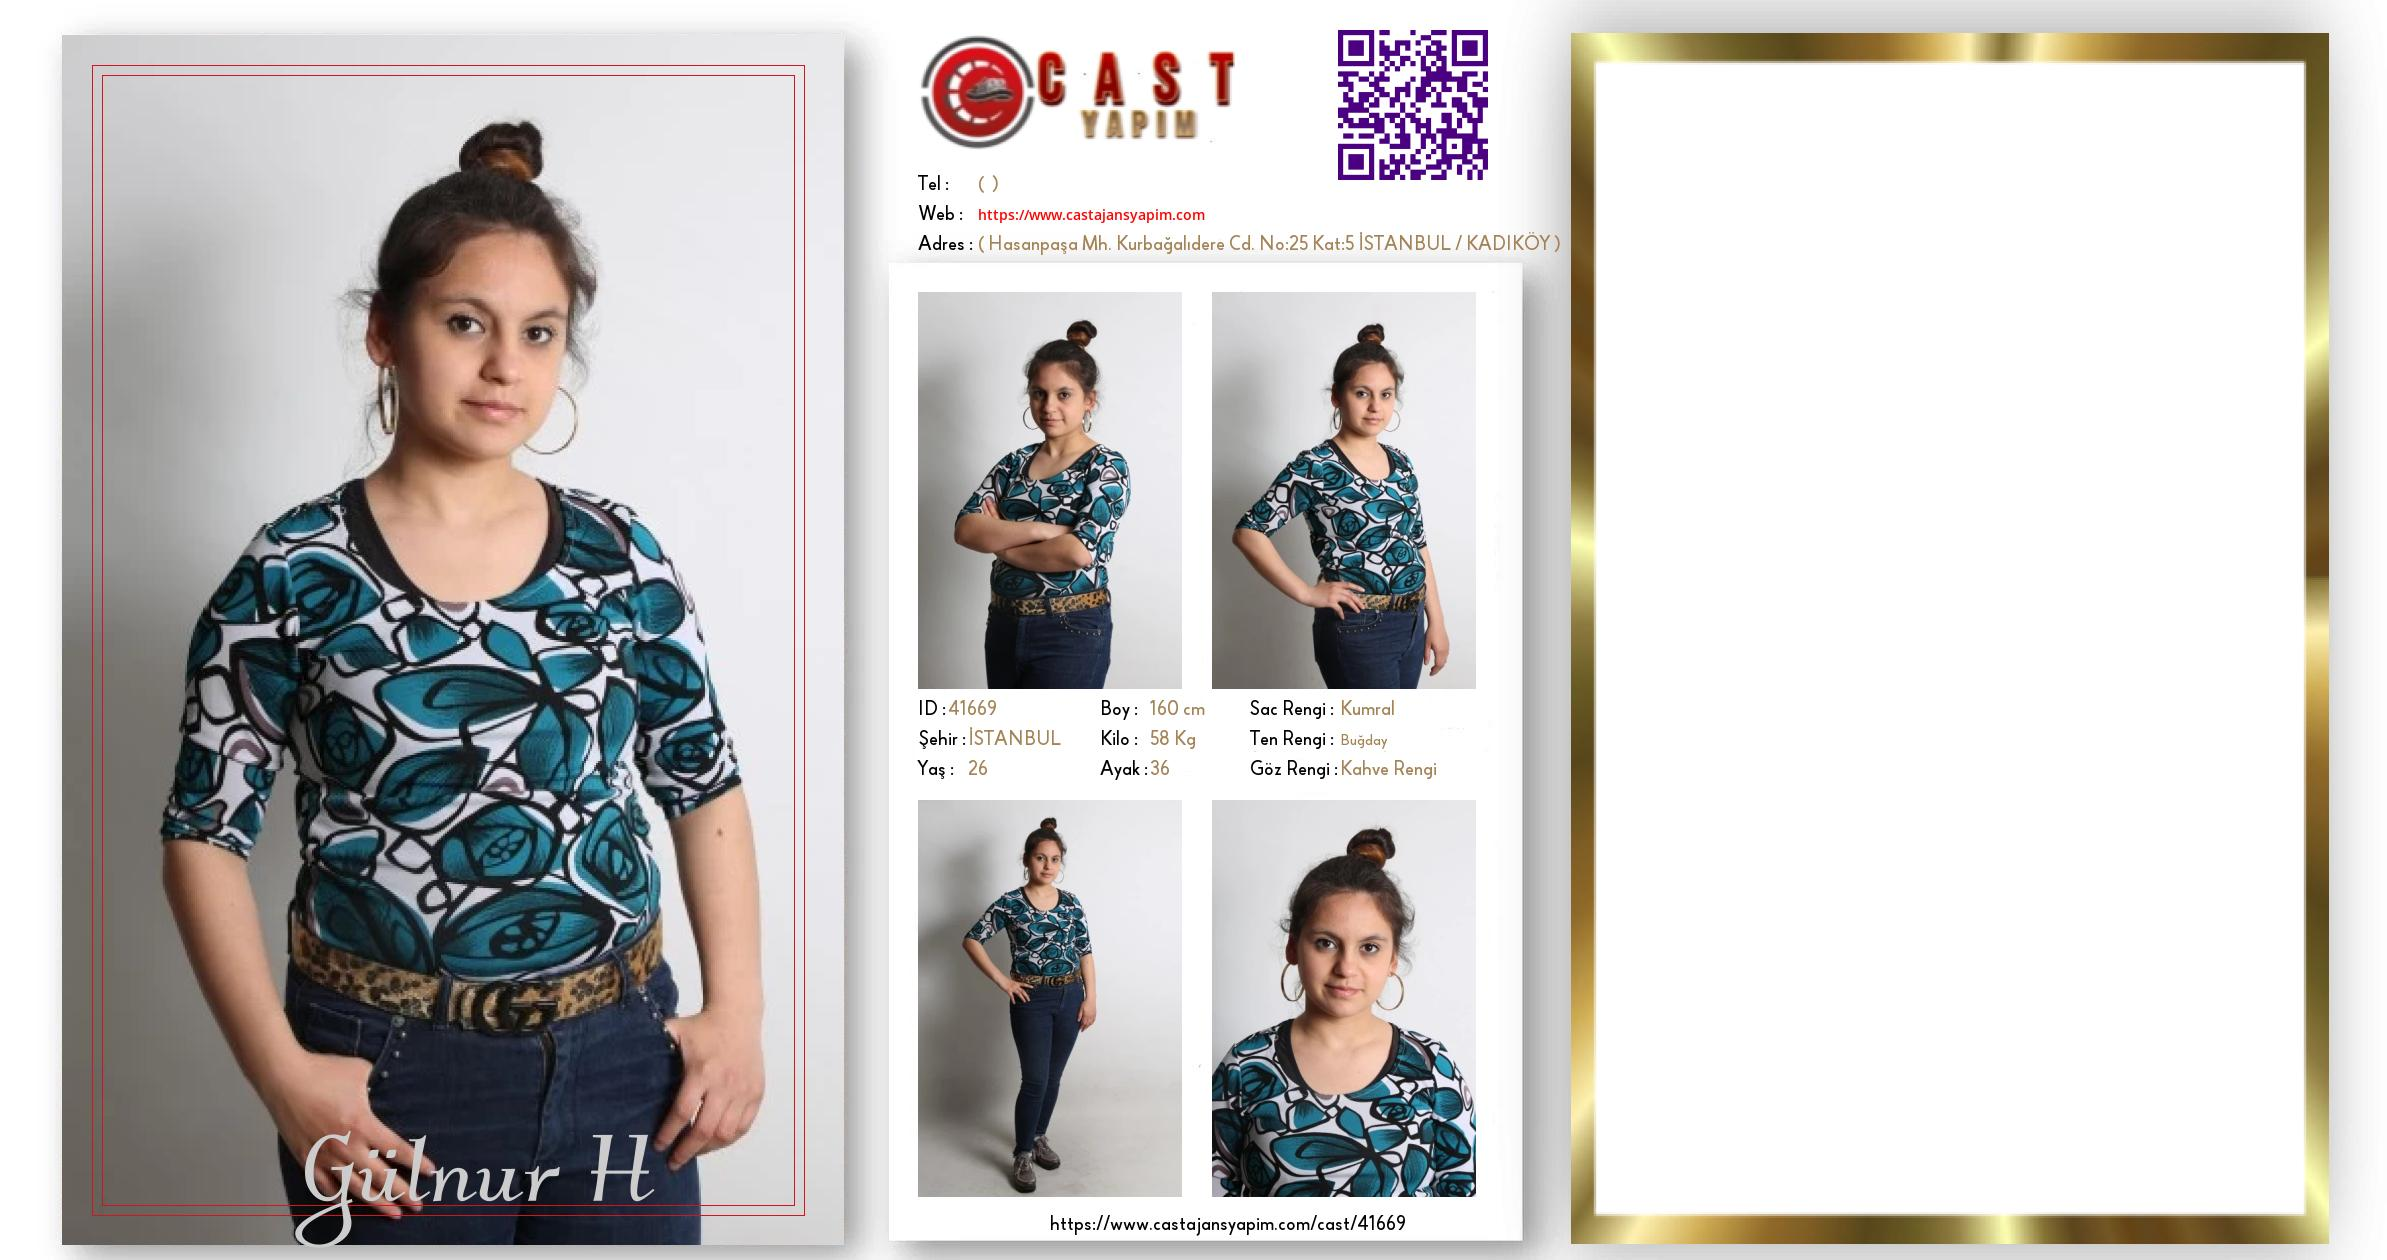 Gülnur H
CAST
YAPIM
Tel : ( )
Web : https://www.castajansyapim.com
Adres : ( Hasanpaşa Mh. Kurbağalıdere Cd. No:25 Kat:5 İSTANBUL / KADIKÖY )
ID : 41669 Boy : 160 cm Sac Rengi : Kumral
Şehir : İSTANBUL Kilo : 58 Kg Ten Rengi : Buğday
Yaş : 26 Ayak : 36 Göz Rengi : Kahve Rengi
https://www.castajansyapim.com/cast/41669